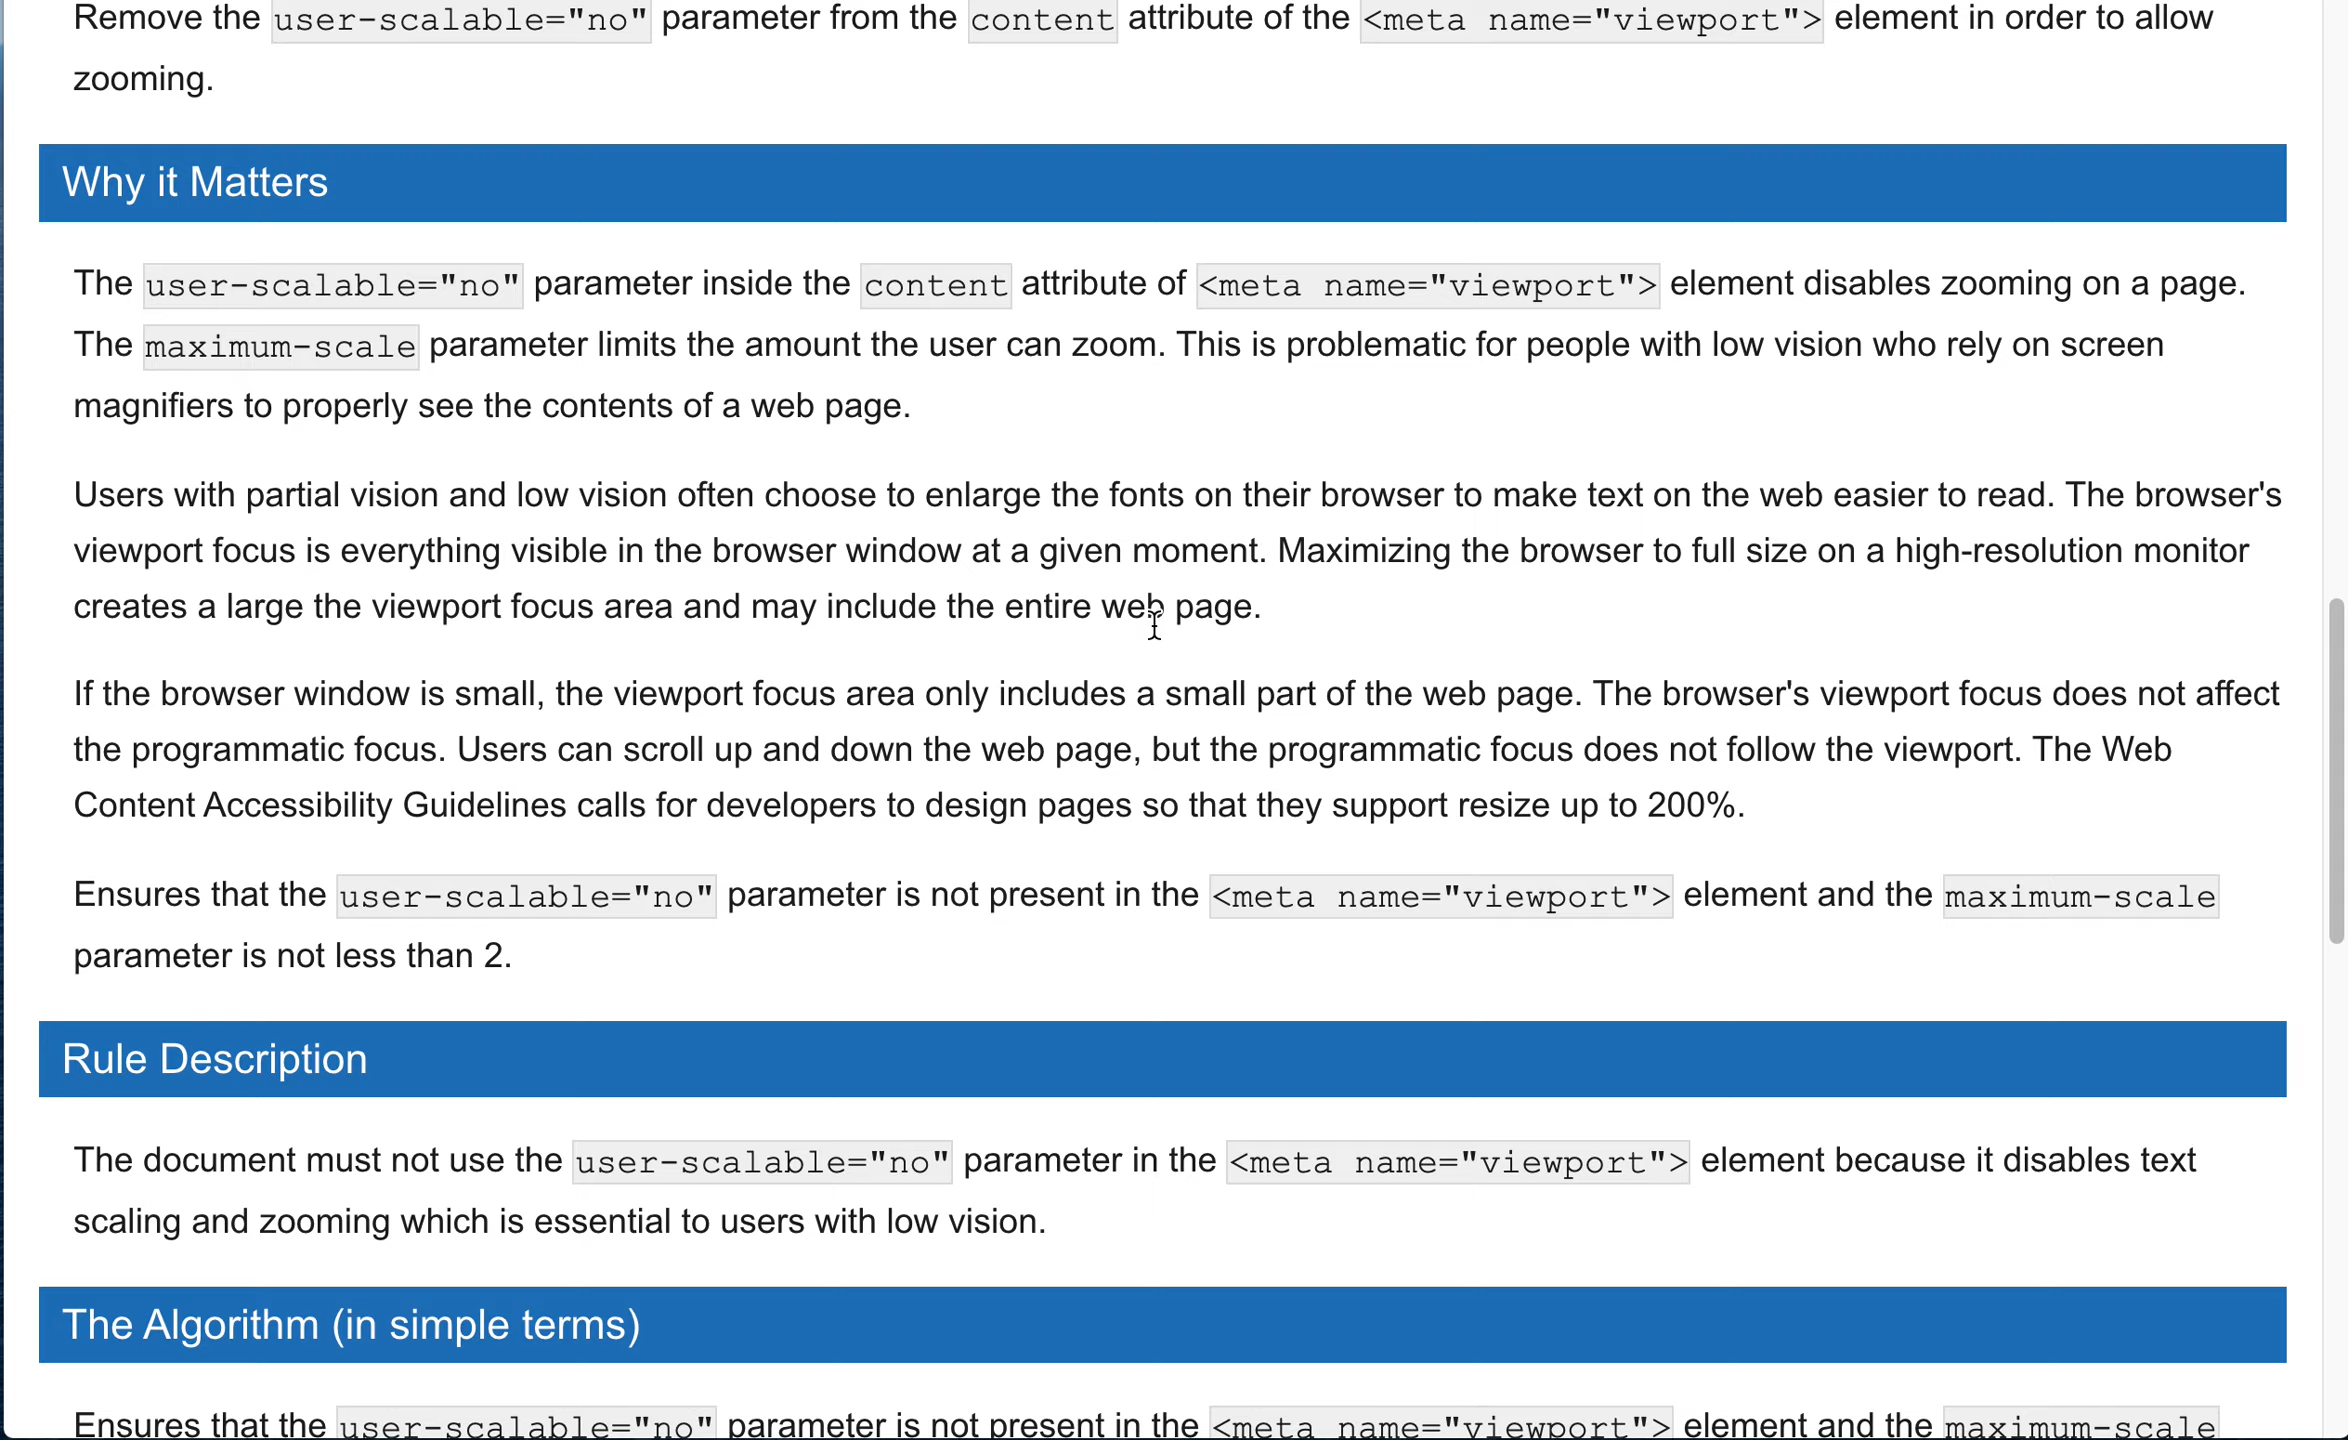 Remove the user-scalable="no" parameter from the content attribute of the <meta name="viewport"> element in order to allow
zooming.
Why it Matters
The user-scalable="no" parameter inside the content attribute of <meta name="viewport"> element disables zooming on a page.
The maximum-scale parameter limits the amount the user can zoom. This is problematic for people with low vision who rely on screen
magnifiers to properly see the contents of a web page.
Users with partial vision and low vision often choose to enlarge the fonts on their browser to make text on the web easier to read. The browser's
viewport focus is everything visible in the browser window at a given moment. Maximizing the browser to full size on a high-resolution monitor
creates a large the viewport focus area and may include the entire web page.
If the browser window is small, the viewport focus area only includes a small part of the web page. The browser's viewport focus does not affect
the programmatic focus. Users can scroll up and down the web page, but the programmatic focus does not follow the viewport. The Web
Content Accessibility Guidelines calls for developers to design pages so that they support resize up to 200%.
Ensures that the user-scalable="no" parameter is not present in the <meta name="viewport"> element and the maximum-scale
parameter is not less than 2.
Rule Description
The document must not use the user-scalable="no" parameter in the <meta name="viewport"> element because it disables text
scaling and zooming which is essential to users with low vision.
The Algorithm (in simple terms)
Ensures that the user-scalable="no" parameter is not present in the <meta name="viewport"> element and the maximum-scale